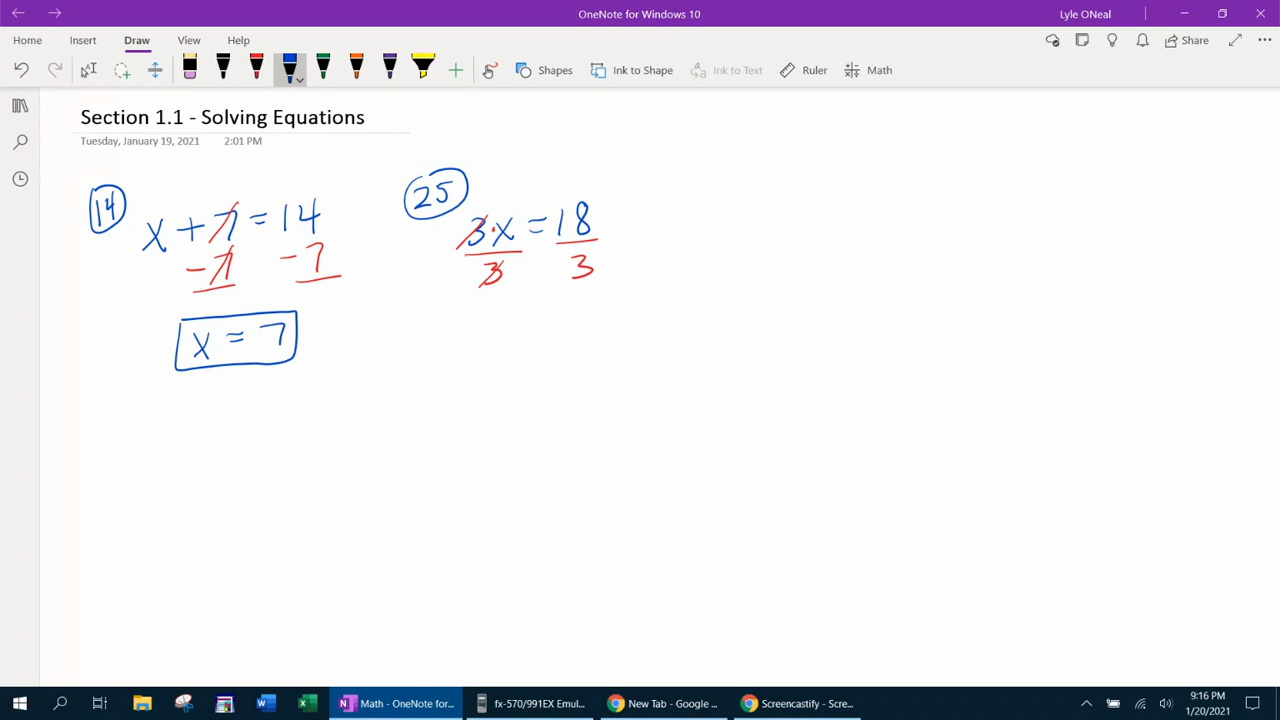 OneNote for Windows 10
Lyle ONeal
Home Insert Draw View Help
Share
Shapes Ink to Shape Ink to Text Ruler Math
Section 1.1 - Solving Equations
Tuesday, January 19, 2021 2:01 PM
14
x + 7 = 14
-7 -7
x = 7
25
3·x = 18
3 3
Math - OneNote for...
fx-570/991EX Emul...
New Tab - Google ...
Screencastify - Scre...
9:16 PM
1/20/2021